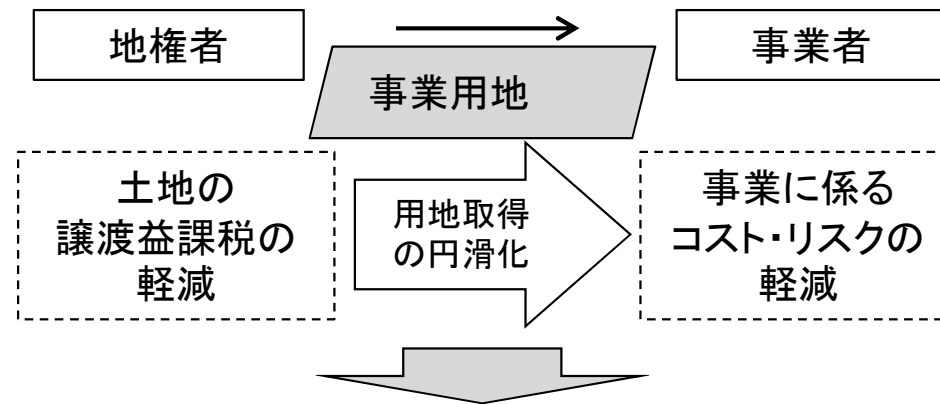 地権者
事業者
事業用地
土地の
譲渡益課税の
軽減
用地取得
の円滑化
事業に係る
コスト・リスクの
軽減